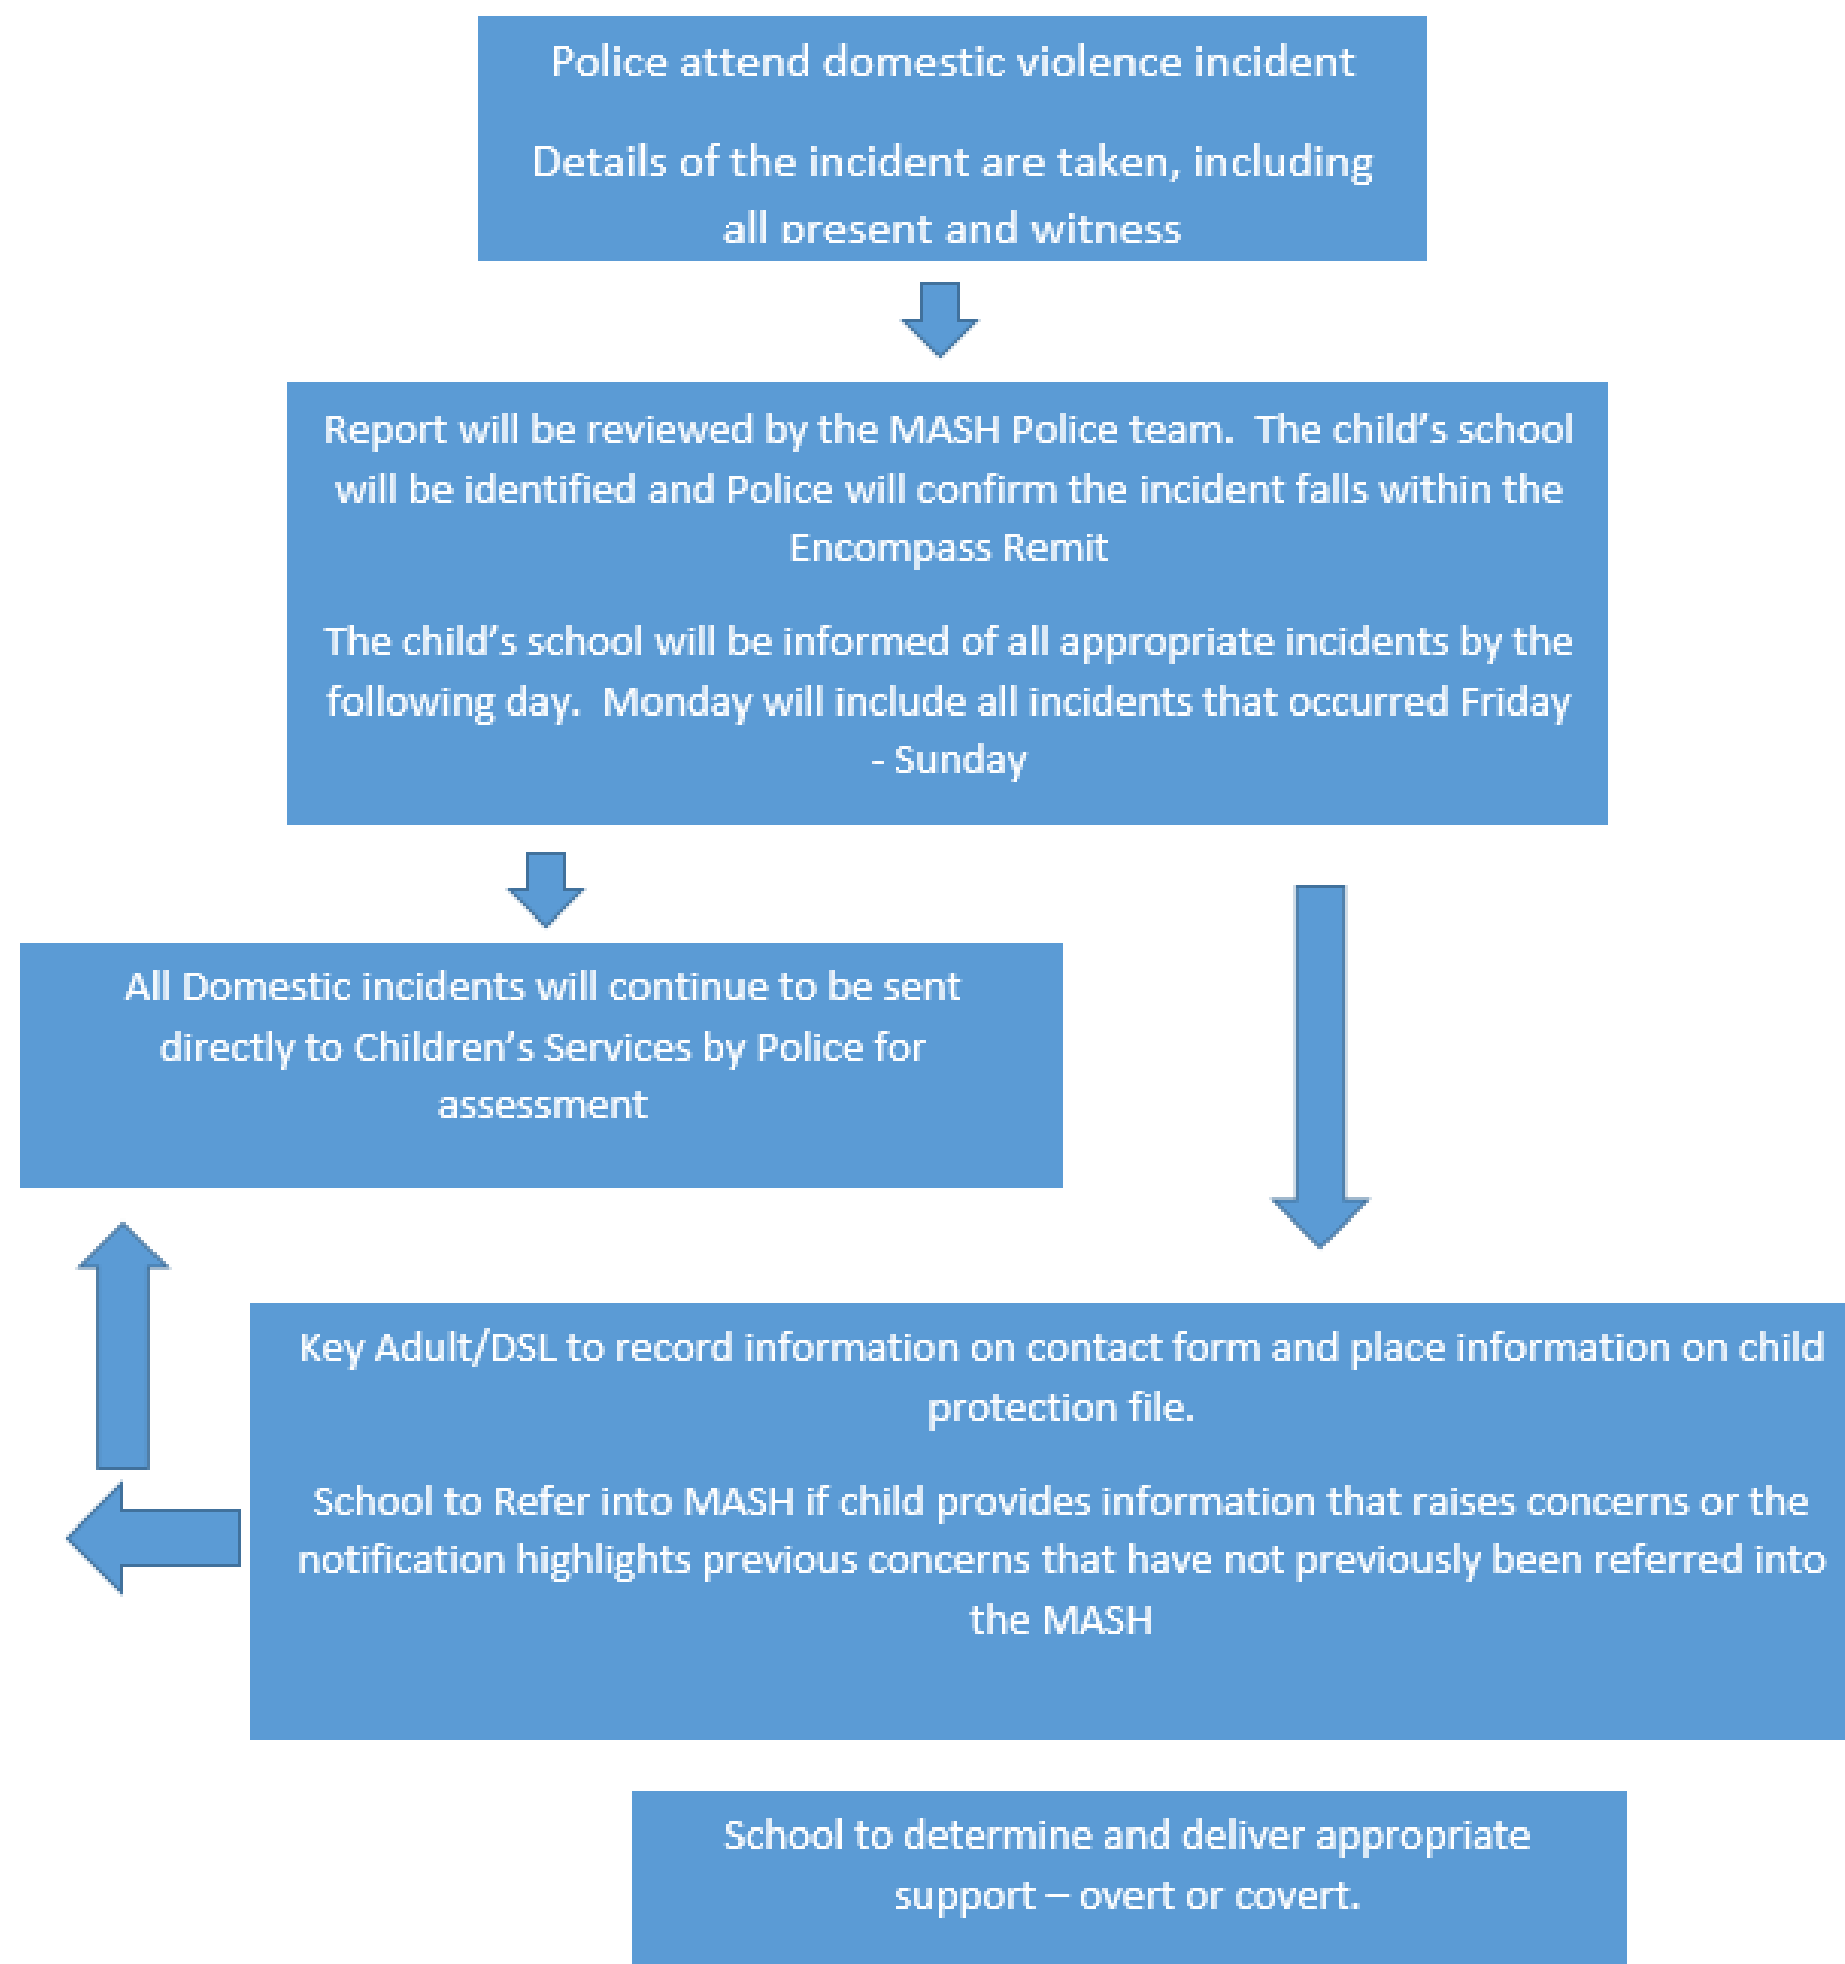 Police attend domestic violence incident
Details of the incident are taken, including
all present and witness
Report will be reviewed by the MASH Police team.  The child’s school
will be identified and Police will confirm the incident falls within the
Encompass Remit
The child’s school will be informed of all appropriate incidents by the
following day.  Monday will include all incidents that occurred Friday
- Sunday
All Domestic incidents will continue to be sent
directly to Children’s Services by Police for
assessment
Key Adult/DSL to record information on contact form and place information on child
protection file.
School to Refer into MASH if child provides information that raises concerns or the
notification highlights previous concerns that have not previously been referred into
the MASH
School to determine and deliver appropriate
support – overt or covert.